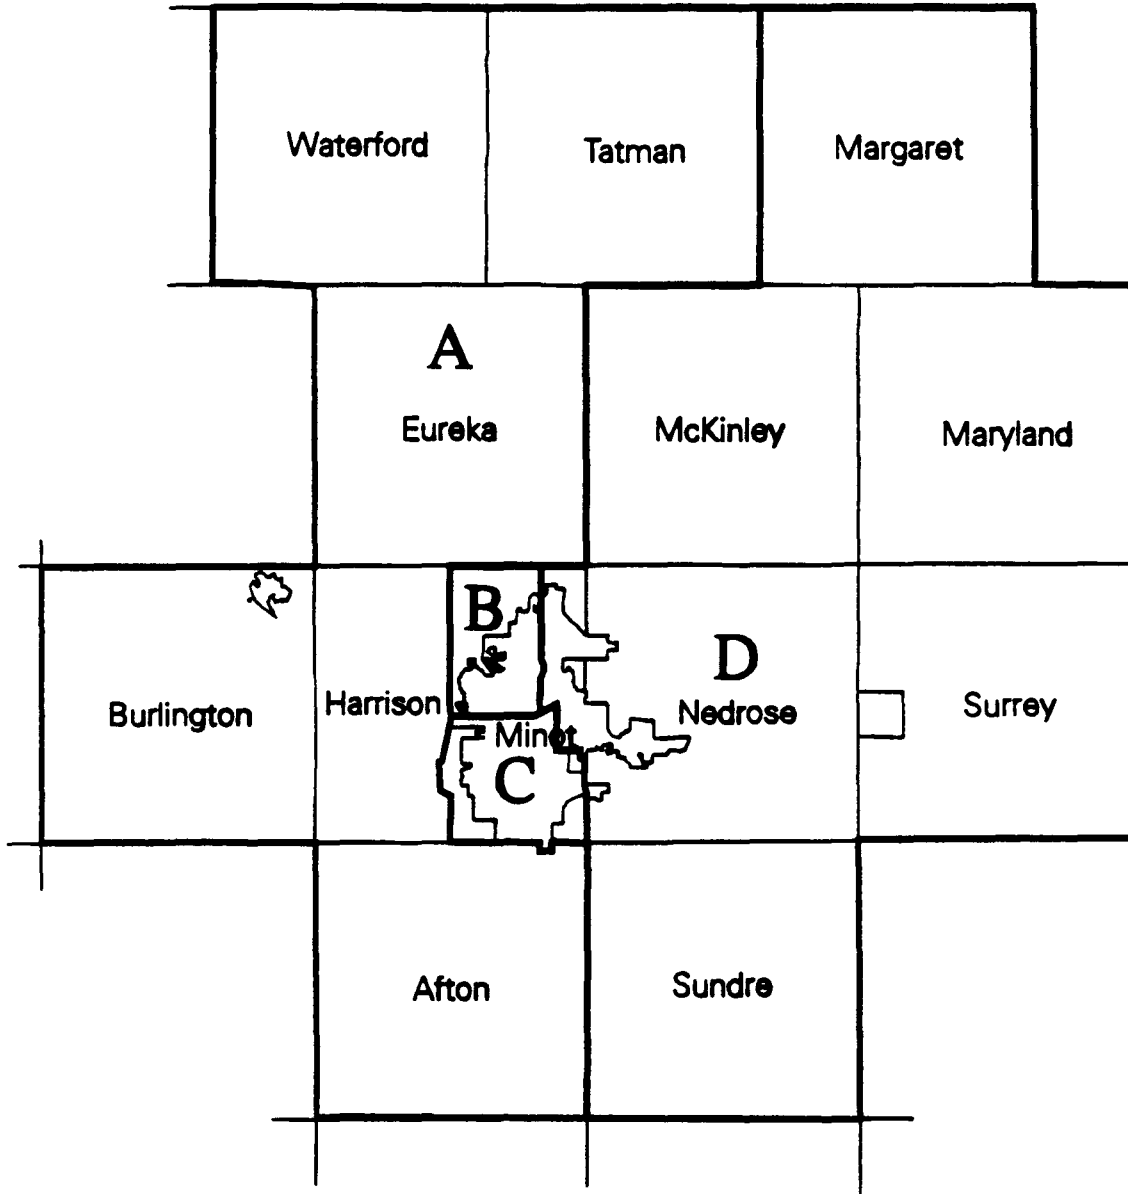 Waterford
Tatman
Margaret
A
Eureka
McKinley
Maryland
B
D
Burlington
Harrison
Minot
Nedrose
Surrey
C
Afton
Sundre